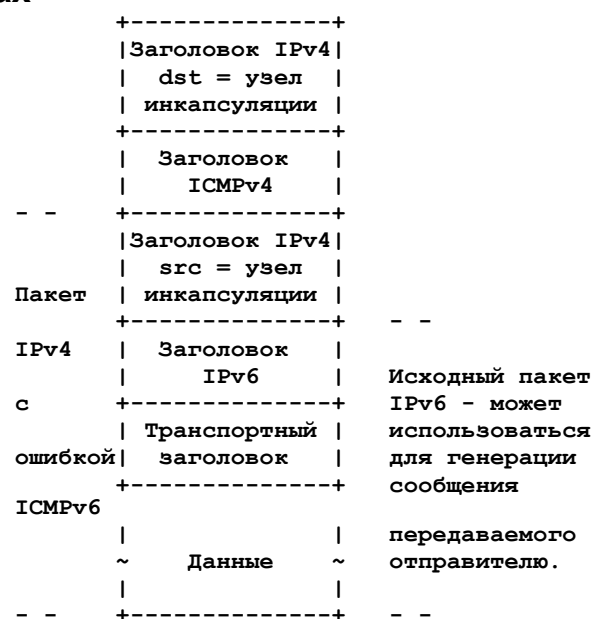 ах
+--------------+
|Заголовок IPv4|
| dst = узел |
| инкапсуляции |
+--------------+
| Заголовок |
| ICMPv4 |
- - +--------------+
|Заголовок IPv4|
| src = узел |
Пакет | инкапсуляции |
+--------------+ - -
IPv4 | Заголовок |
| IPv6 | Исходный пакет
с +--------------+ IPv6 - может
| Транспортный | использоваться
ошибкой| заголовок | для генерации
+--------------+ сообщения
ICMPv6
| | передаваемого
~ Данные ~ отправителю.
| |
- - +--------------+ - -